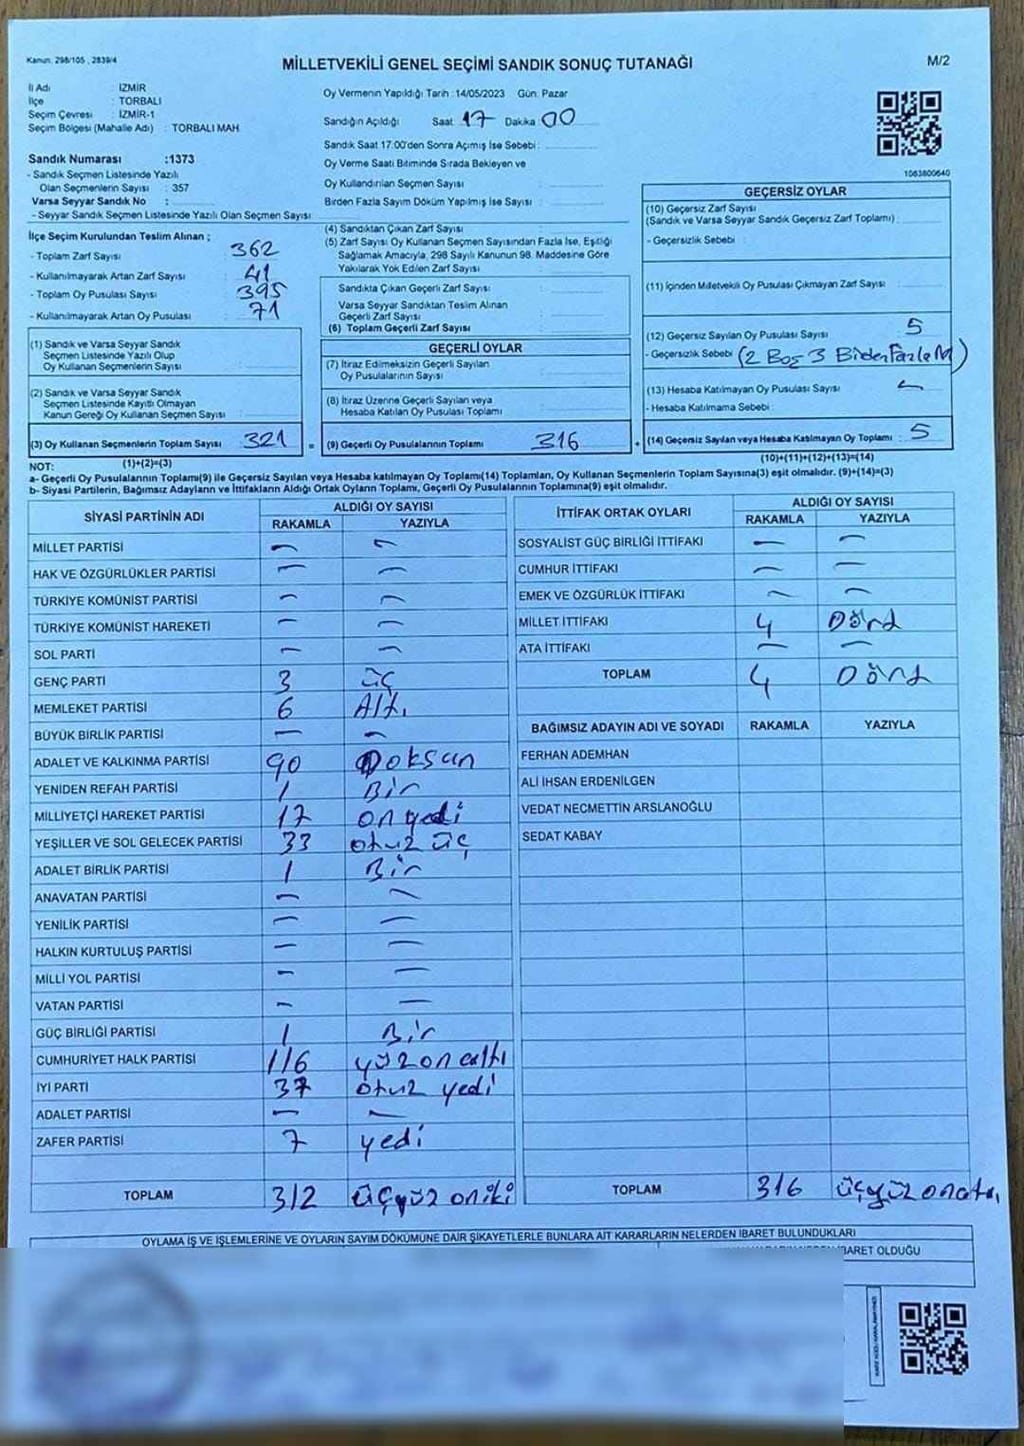 Kanun: 298/105 , 2839/4
MİLLETVEKİLİ GENEL SEÇİMİ SANDIK SONUÇ TUTANAĞI
M/2
İl Adı : İZMİR
İlçe : TORBALI
Seçim Çevresi : İZMİR-1
Seçim Bölgesi (Mahalle Adı) : TORBALI MAH.
Oy Vermenin Yapıldığı Tarih :14/05/2023 Gün: Pazar
Sandığın Açıldığı Saat 17 Dakika 00
Sandık Saat 17.00'den Sonra Açımış İse Sebebi :
Oy Verme Saati Bitiminde Sırada Bekleyen ve
Oy Kullandırılan Seçmen Sayısı :
Birden Fazla Sayım Döküm Yapılmış İse Sayısı :
1063800640
Sandık Numarası :1373
- Sandık Seçmen Listesinde Yazılı
Olan Seçmenlerin Sayısı : 357
Varsa Seyyar Sandık No :
- Seyyar Sandık Seçmen Listesinde Yazılı Olan Seçmen Sayısı
İlçe Seçim Kurulundan Teslim Alınan ;
- Toplam Zarf Sayısı : 362
- Kullanılmayarak Artan Zarf Sayısı : 41
- Toplam Oy Pusulası Sayısı : 395
- Kullanılmayarak Artan Oy Pusulası : 71
(1) Sandık ve Varsa Seyyar Sandık
Seçmen Listesinde Yazılı Olup
Oy Kullanan Seçmenlerin Sayısı :
(2) Sandık ve Varsa Seyyar Sandık
Seçmen Listesinde Kayıtlı Olmayan
Kanun Gereği Oy Kullanan Seçmen Sayısı :
(3) Oy Kullanan Seçmenlerin Toplam Sayısı : 321
(1)+(2)=(3)
(4) Sandıktan Çıkan Zarf Sayısı :
(5) Zarf Sayısı Oy Kullanan Seçmen Sayısından Fazla İse, Eşitliği
Sağlamak Amacıyla, 298 Sayılı Kanunun 98. Maddesine Göre
Yakılarak Yok Edilen Zarf Sayısı :
Sandıkta Çıkan Geçerli Zarf Sayısı :
Varsa Seyyar Sandıktan Teslim Alınan
Geçerli Zarf Sayısı :
(6) Toplam Geçerli Zarf Sayısı :
GEÇERLİ OYLAR
(7) İtiraz Edilmeksizin Geçerli Sayılan
Oy Pusulalarının Sayısı :
(8) İtiraz Üzerine Geçerli Sayılan veya
Hesaba Katılan Oy Pusulası Toplamı :
= (9) Geçerli Oy Pusulalarının Toplamı : 316
GEÇERSİZ OYLAR
(10) Geçersiz Zarf Sayısı
(Sandık ve Varsa Seyyar Sandık Geçersiz Zarf Toplamı) :
- Geçersizlik Sebebi :
(11) İçinden Milletvekili Oy Pusulası Çıkmayan Zarf Sayısı :
(12) Geçersiz Sayılan Oy Pusulası Sayısı : 5
- Geçersizlik Sebebi : (2 Boş 3 Birden Fazla M)
(13) Hesaba Katılmayan Oy Pusulası Sayısı : -
- Hesaba Katılmama Sebebi :
+ (14) Geçersiz Sayılan veya Hesaba Katılmayan Oy Toplamı : 5
(10)+(11)+(12)+(13)=(14)
NOT:
a- Geçerli Oy Pusulalarının Toplamı(9) ile Geçersiz Sayılan veya Hesaba katılmayan Oy Toplamı(14) Toplamları, Oy Kullanan Seçmenlerin Toplam Sayısına(3) eşit olmalıdır. (9)+(14)=(3)
b- Siyasi Partilerin, Bağımsız Adayların ve İttifakların Aldığı Ortak Oyların Toplamı, Geçerli Oy Pusulalarının Toplamına(9) eşit olmalıdır.
SİYASİ PARTİNİN ADI ALDIĞI OY SAYISI
RAKAMLA YAZIYLA
MİLLET PARTİSİ - -
HAK VE ÖZGÜRLÜKLER PARTİSİ - -
TÜRKİYE KOMÜNİST PARTİSİ - -
TÜRKİYE KOMÜNİST HAREKETİ - -
SOL PARTİ - -
GENÇ PARTİ 3 üç
MEMLEKET PARTİSİ 6 Altı
BÜYÜK BİRLİK PARTİSİ - -
ADALET VE KALKINMA PARTİSİ 90 Doksan
YENİDEN REFAH PARTİSİ 1 Bir
MİLLİYETÇİ HAREKET PARTİSİ 17 on yedi
YEŞİLLER VE SOL GELECEK PARTİSİ 33 otuz üç
ADALET BİRLİK PARTİSİ 1 Bir
ANAVATAN PARTİSİ - -
YENİLİK PARTİSİ - -
HALKIN KURTULUŞ PARTİSİ - -
MİLLİ YOL PARTİSİ - -
VATAN PARTİSİ - -
GÜÇ BİRLİĞİ PARTİSİ 1 Bir
CUMHURİYET HALK PARTİSİ 116 yüz on altı
İYİ PARTİ 37 otuz yedi
ADALET PARTİSİ - -
ZAFER PARTİSİ 7 yedi
TOPLAM 312 üçyüz oniki
İTTİFAK ORTAK OYLARI ALDIĞI OY SAYISI
RAKAMLA YAZIYLA
SOSYALİST GÜÇ BİRLİĞİ İTTİFAKI - -
CUMHUR İTTİFAKI - -
EMEK VE ÖZGÜRLÜK İTTİFAKI - -
MİLLET İTTİFAKI 4 Dört
ATA İTTİFAKI - -
TOPLAM 4 Dört
BAĞIMSIZ ADAYIN ADI VE SOYADI RAKAMLA YAZIYLA
FERHAN ADEMHAN
ALİ İHSAN ERDENİLGEN
VEDAT NECMETTİN ARSLANOĞLU
SEDAT KABAY
TOPLAM 316 üçyüz onaltı
OYLAMA İŞ VE İŞLEMLERİNE VE OYLARIN SAYIM DÖKÜMÜNE DAİR ŞİKAYETLERLE BUNLARA AİT KARARLARIN NELERDEN İBARET BULUNDUKLARI
İBARET OLDUĞU